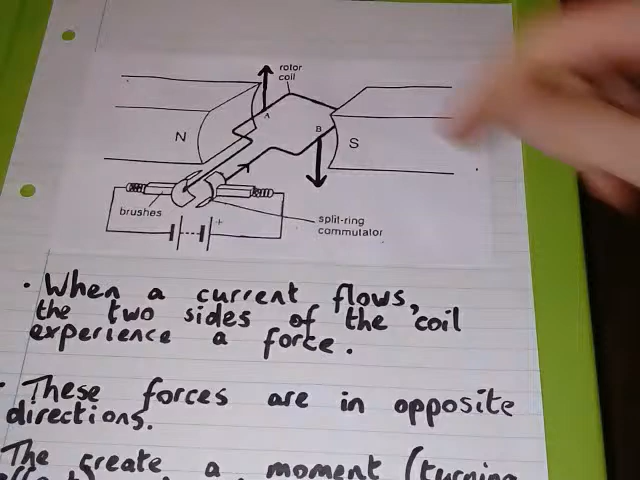 rotor
coil
A
B
N
S
brushes
+
split-ring
commutator
• When a current flows,
the two sides of the coil
experience a force.
• These forces are in opposite
directions.
The create a moment (turning